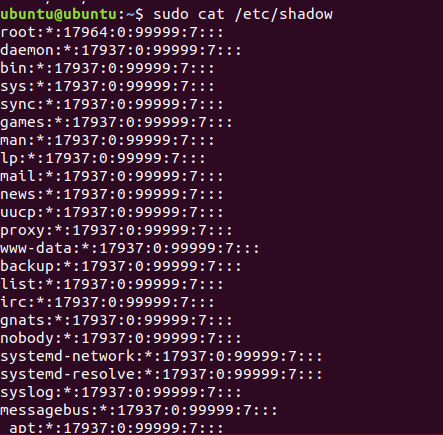 ubuntu@ubuntu:~$ sudo cat /etc/shadow
root:*:17964:0:99999:7:::
daemon:*:17937:0:99999:7:::
bin:*:17937:0:99999:7:::
sys:*:17937:0:99999:7:::
sync:*:17937:0:99999:7:::
games:*:17937:0:99999:7:::
man:*:17937:0:99999:7:::
lp:*:17937:0:99999:7:::
mail:*:17937:0:99999:7:::
news:*:17937:0:99999:7:::
uucp:*:17937:0:99999:7:::
proxy:*:17937:0:99999:7:::
www-data:*:17937:0:99999:7:::
backup:*:17937:0:99999:7:::
list:*:17937:0:99999:7:::
irc:*:17937:0:99999:7:::
gnats:*:17937:0:99999:7:::
nobody:*:17937:0:99999:7:::
systemd-network:*:17937:0:99999:7:::
systemd-resolve:*:17937:0:99999:7:::
syslog:*:17937:0:99999:7:::
messagebus:*:17937:0:99999:7:::
_apt:*:17937:0:99999:7:::